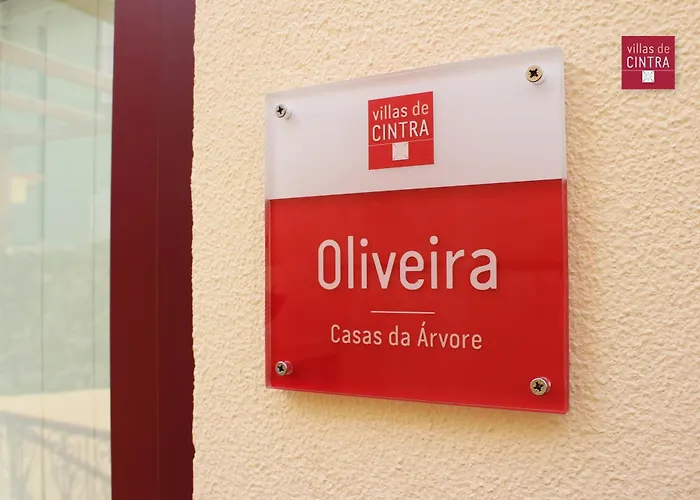 villas de
CINTRA
villas de
CINTRA
Oliveira
Casas da Árvore